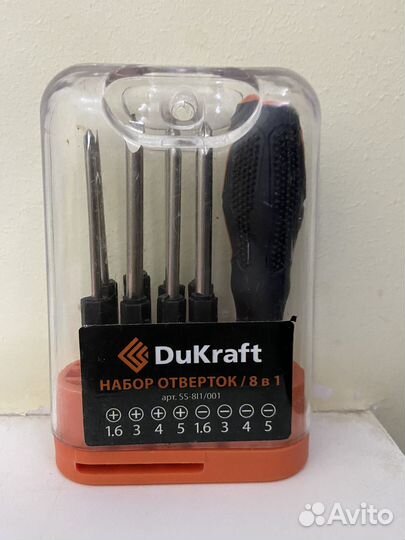 DuKraft
НАБОР ОТВЕРТОК / 8 в 1
арт. SS-8I1/001
1.6 3 4 5 1.6 3 4 5
Avito